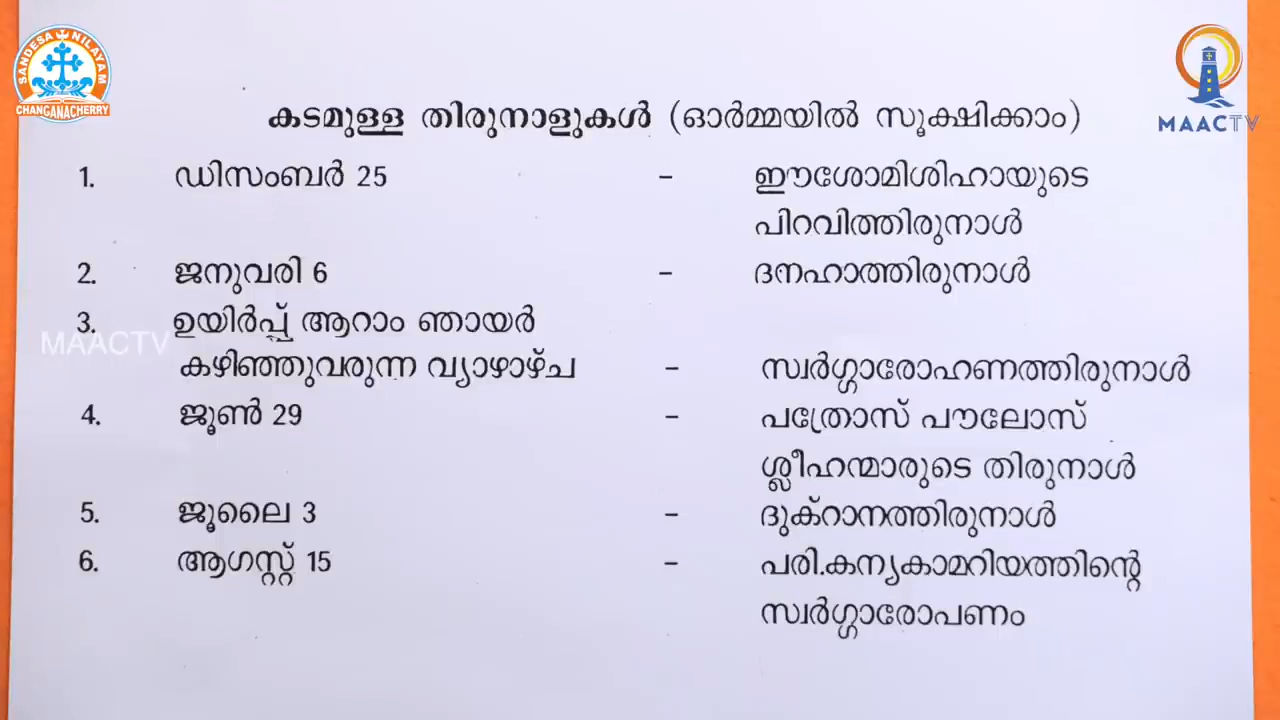 SANDESA NILAYAM
CHANGANACHERRY
MAACTV
കടമുള്ള തിരുനാളുകൾ (ഓർമ്മയിൽ സൂക്ഷിക്കാം)
1. ഡിസംബർ 25 - ഈശോമിശിഹായുടെ
പിറവിത്തിരുനാൾ
2. ജനുവരി 6 - ദനഹാത്തിരുനാൾ
3. ഉയിർപ്പ് ആറാം ഞായർ
MAACTV
കഴിഞ്ഞുവരുന്ന വ്യാഴാഴ്ച - സ്വർഗ്ഗാരോഹണത്തിരുനാൾ
4. ജൂൺ 29 - പത്രോസ് പൗലോസ്
ശ്ലീഹന്മാരുടെ തിരുനാൾ
5. ജൂലൈ 3 - ദുക്റാനത്തിരുനാൾ
6. ആഗസ്റ്റ് 15 - പരി.കന്യകാമറിയത്തിന്റെ
സ്വർഗ്ഗാരോപണം